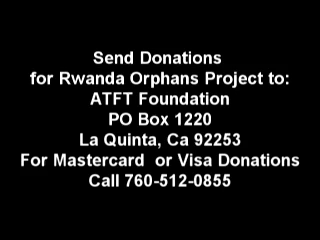 Send Donations
for Rwanda Orphans Project to:
ATFT Foundation
PO Box 1220
La Quinta, Ca 92253
For Mastercard  or Visa Donations
Call 760-512-0855